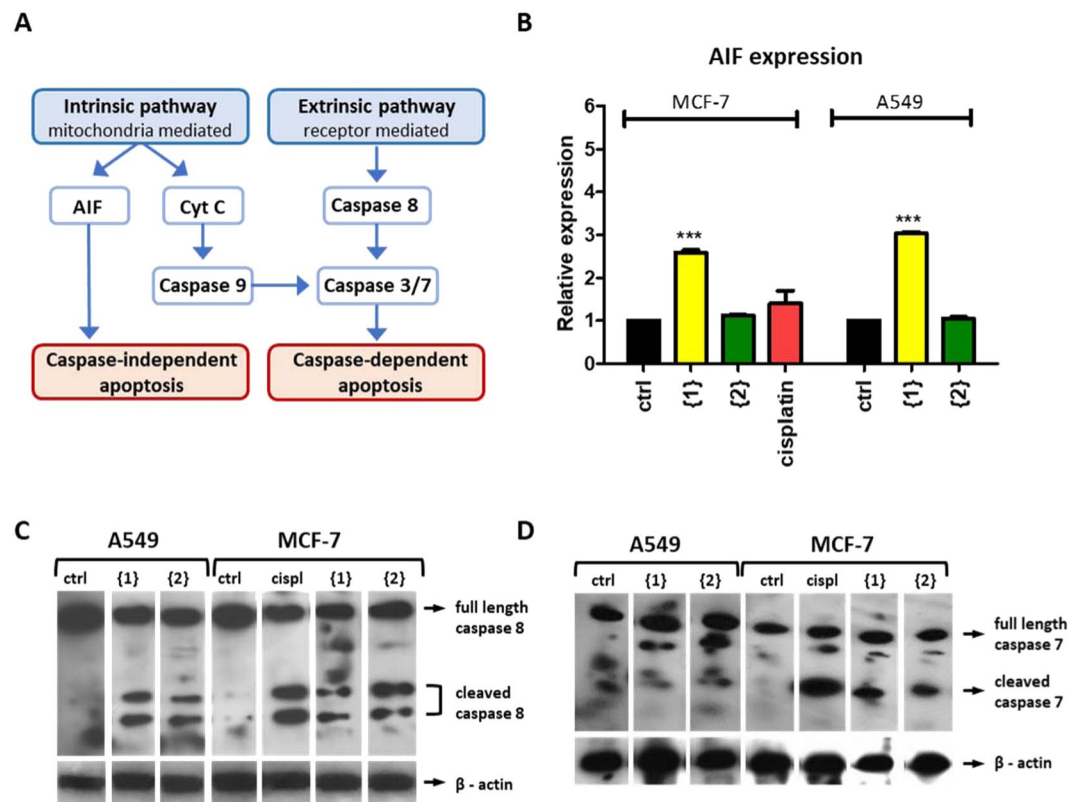 A
Intrinsic pathway
mitochondria mediated
Extrinsic pathway
receptor mediated
AIF
Cyt C
Caspase 8
Caspase 9
Caspase 3/7
Caspase-independent
apoptosis
Caspase-dependent
apoptosis
B
AIF expression
MCF-7
A549
Relative expression
6
5
4
3
2
1
0
***
***
ctrl
{1}
{2}
cisplatin
ctrl
{1}
{2}
C
A549
MCF-7
ctrl
{1}
{2}
ctrl
cispl
{1}
{2}
full length
caspase 8
cleaved
caspase 8
β - actin
D
A549
MCF-7
ctrl
{1}
{2}
ctrl
cispl
{1}
{2}
full length
caspase 7
cleaved
caspase 7
β - actin